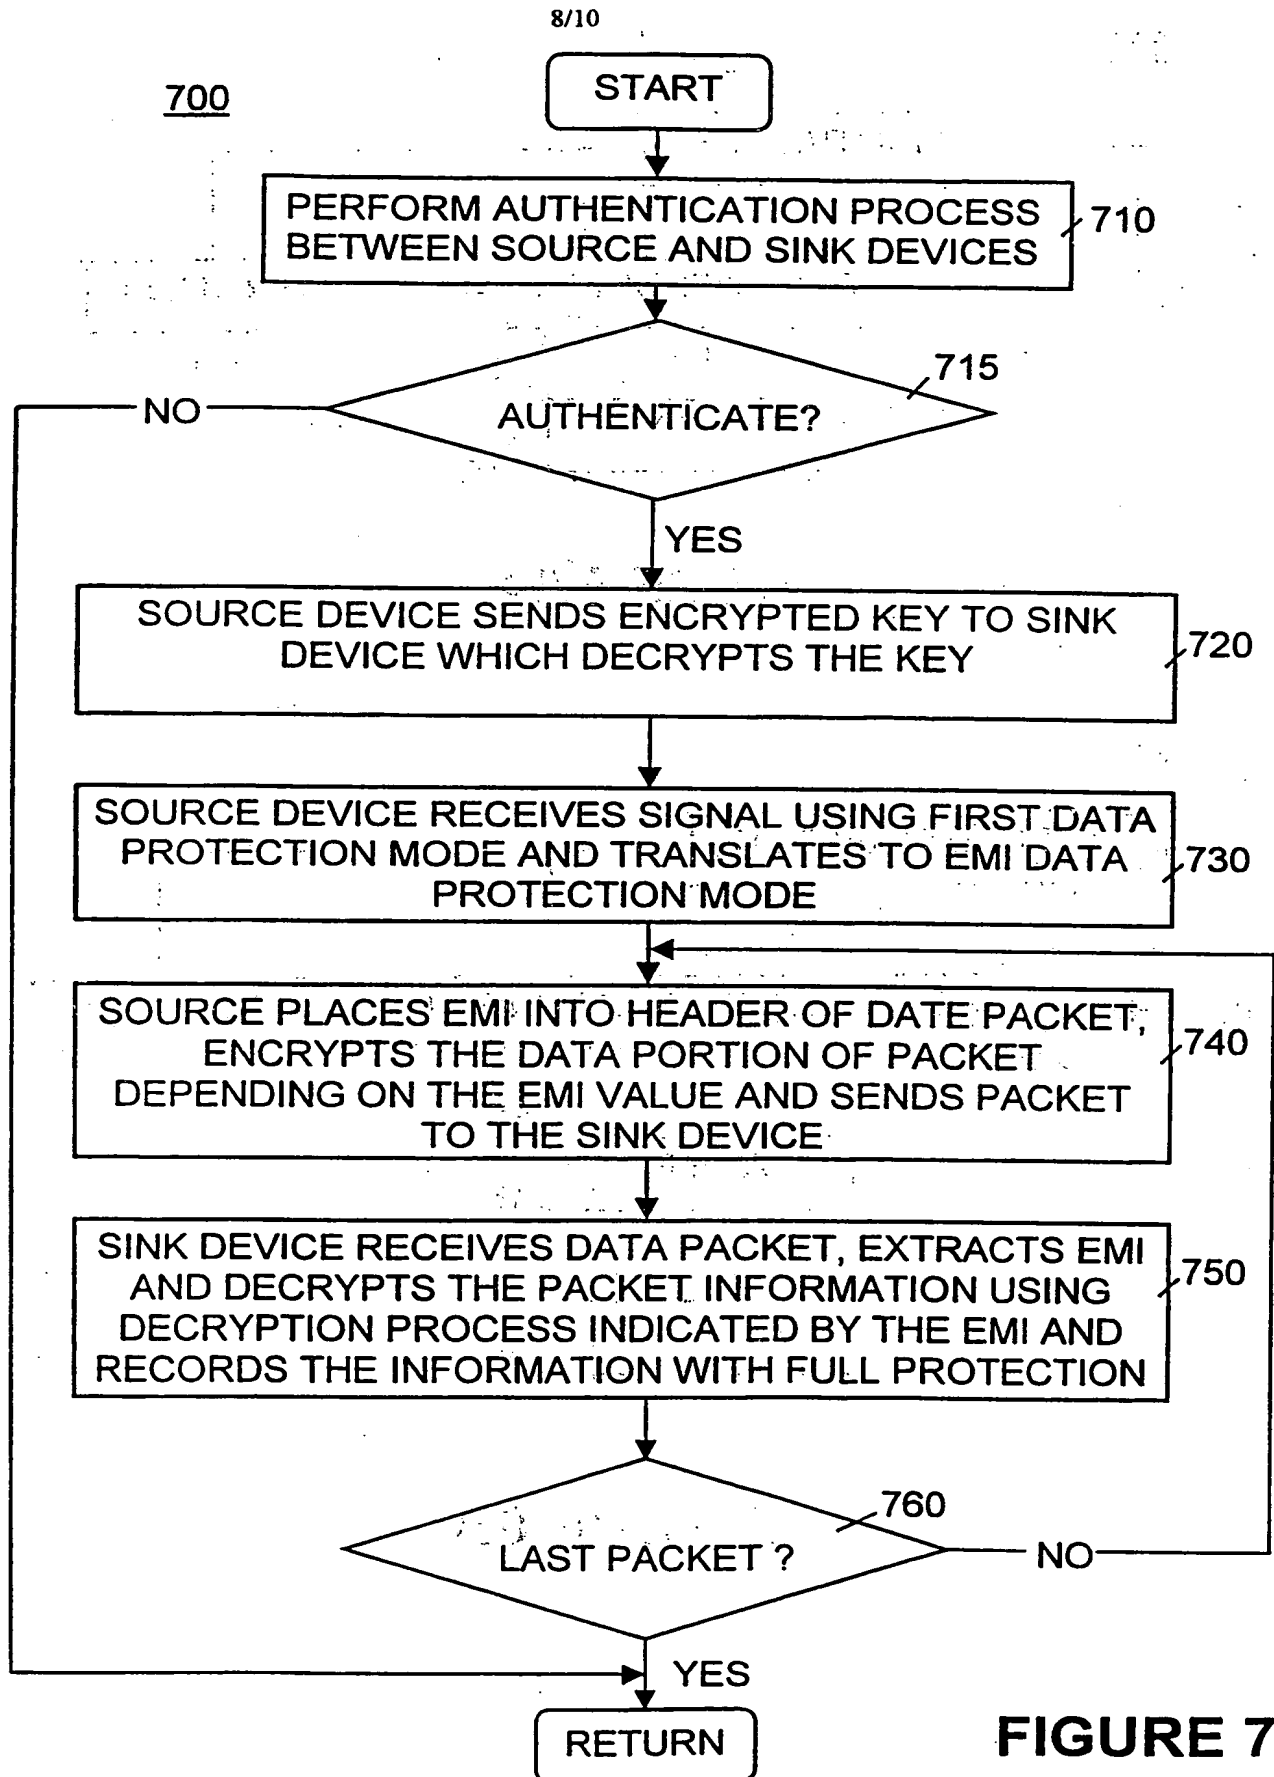 8/10
700
START
PERFORM AUTHENTICATION PROCESS
BETWEEN SOURCE AND SINK DEVICES
710
715
AUTHENTICATE?
NO
YES
SOURCE DEVICE SENDS ENCRYPTED KEY TO SINK
DEVICE WHICH DECRYPTS THE KEY
720
SOURCE DEVICE RECEIVES SIGNAL USING FIRST DATA
PROTECTION MODE AND TRANSLATES TO EMI DATA
PROTECTION MODE
730
SOURCE PLACES EMI INTO HEADER OF DATE PACKET,
ENCRYPTS THE DATA PORTION OF PACKET
DEPENDING ON THE EMI VALUE AND SENDS PACKET
TO THE SINK DEVICE
740
SINK DEVICE RECEIVES DATA PACKET, EXTRACTS EMI
AND DECRYPTS THE PACKET INFORMATION USING
DECRYPTION PROCESS INDICATED BY THE EMI AND
RECORDS THE INFORMATION WITH FULL PROTECTION
750
760
LAST PACKET ?
NO
YES
RETURN
FIGURE 7